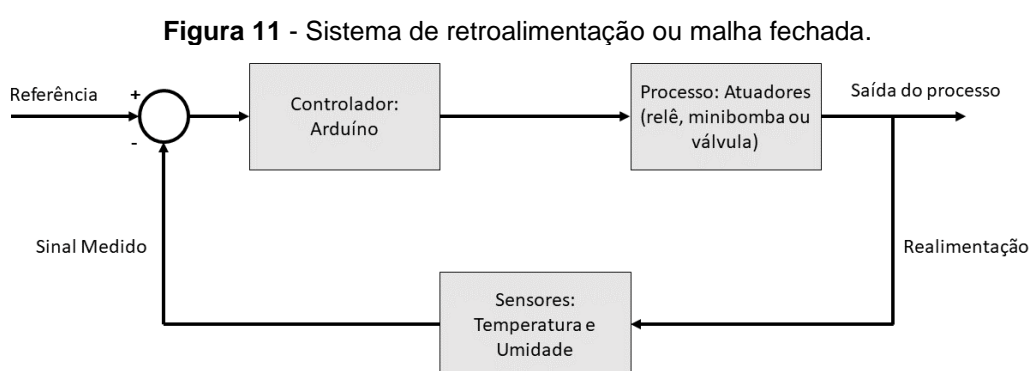 Figura 11 - Sistema de retroalimentação ou malha fechada.
Referência
+
-
Controlador:
Arduíno
Processo: Atuadores
(relê, minibomba ou
válvula)
Saída do processo
Sinal Medido
Realimentação
Sensores:
Temperatura e
Umidade